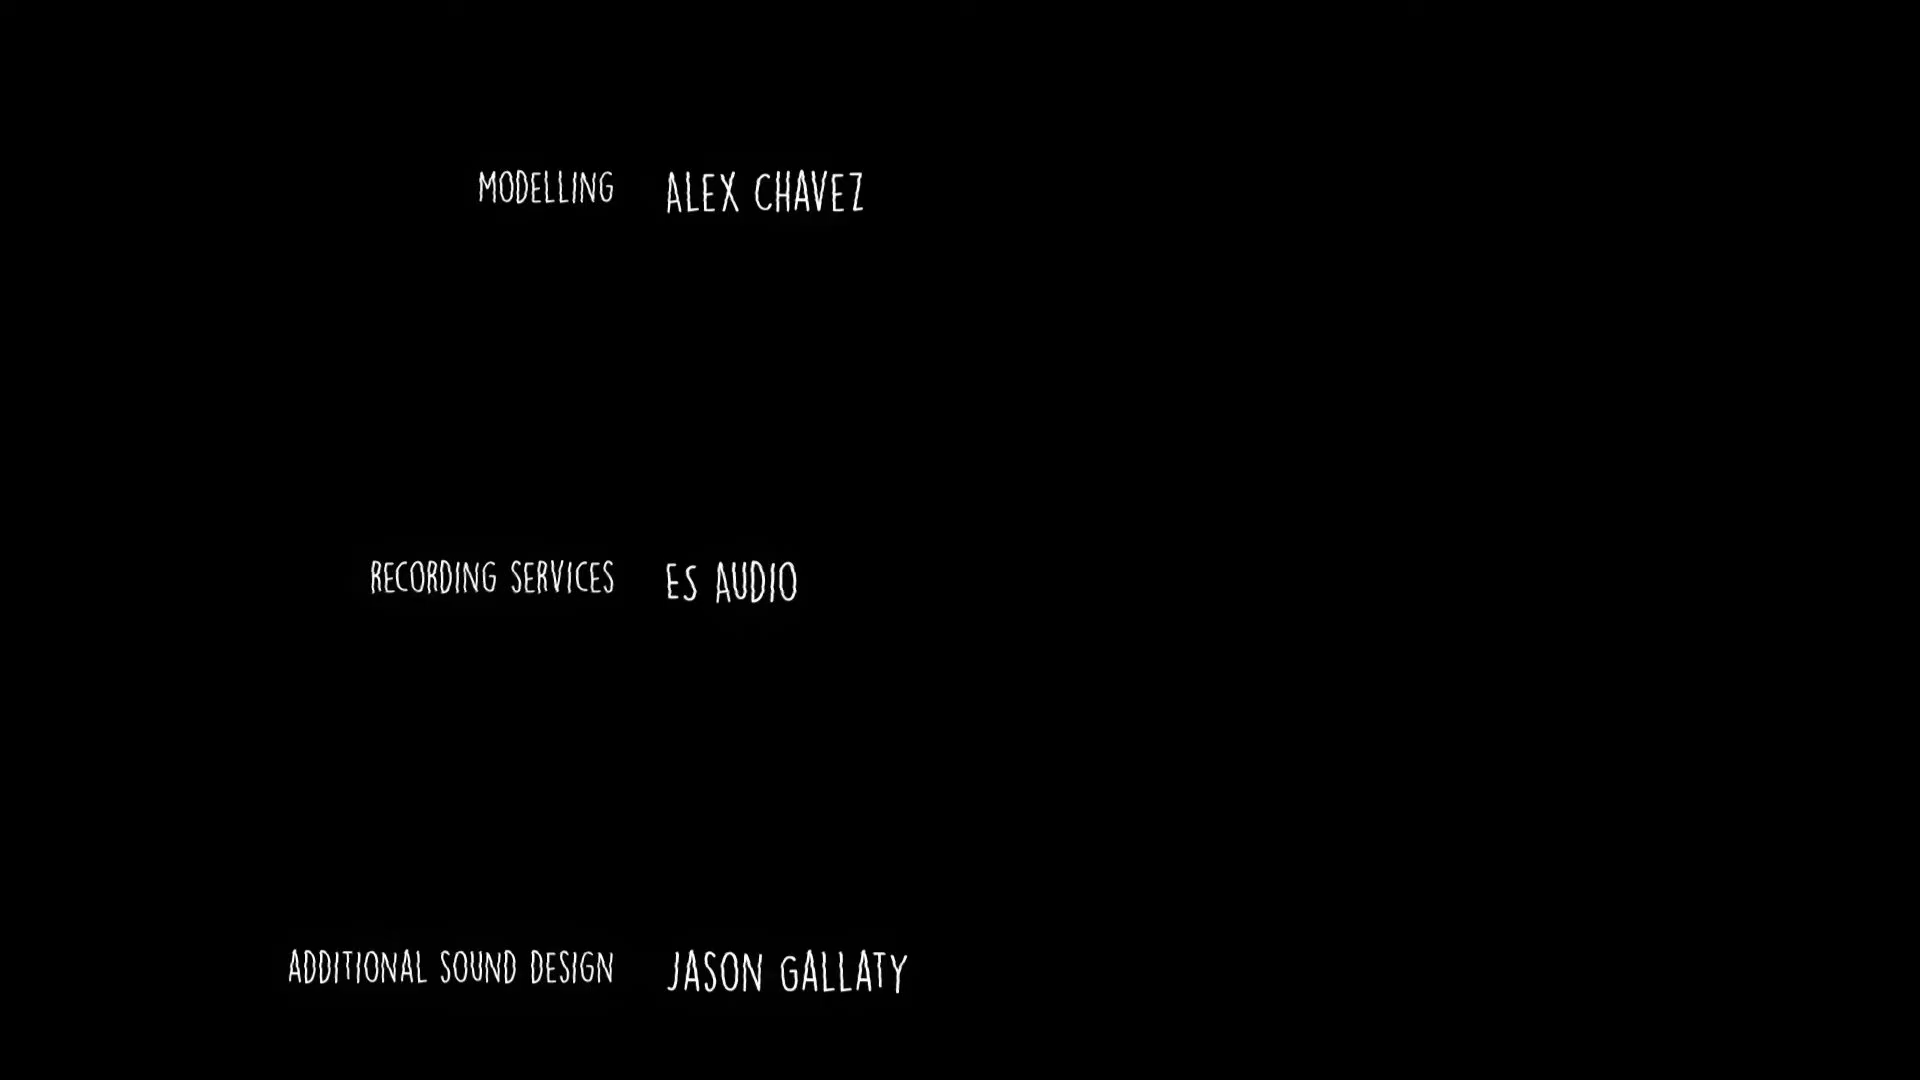 MODELLING ALEX CHAVEZ
RECORDING SERVICES ES AUDIO
ADDITIONAL SOUND DESIGN JASON GALLATY